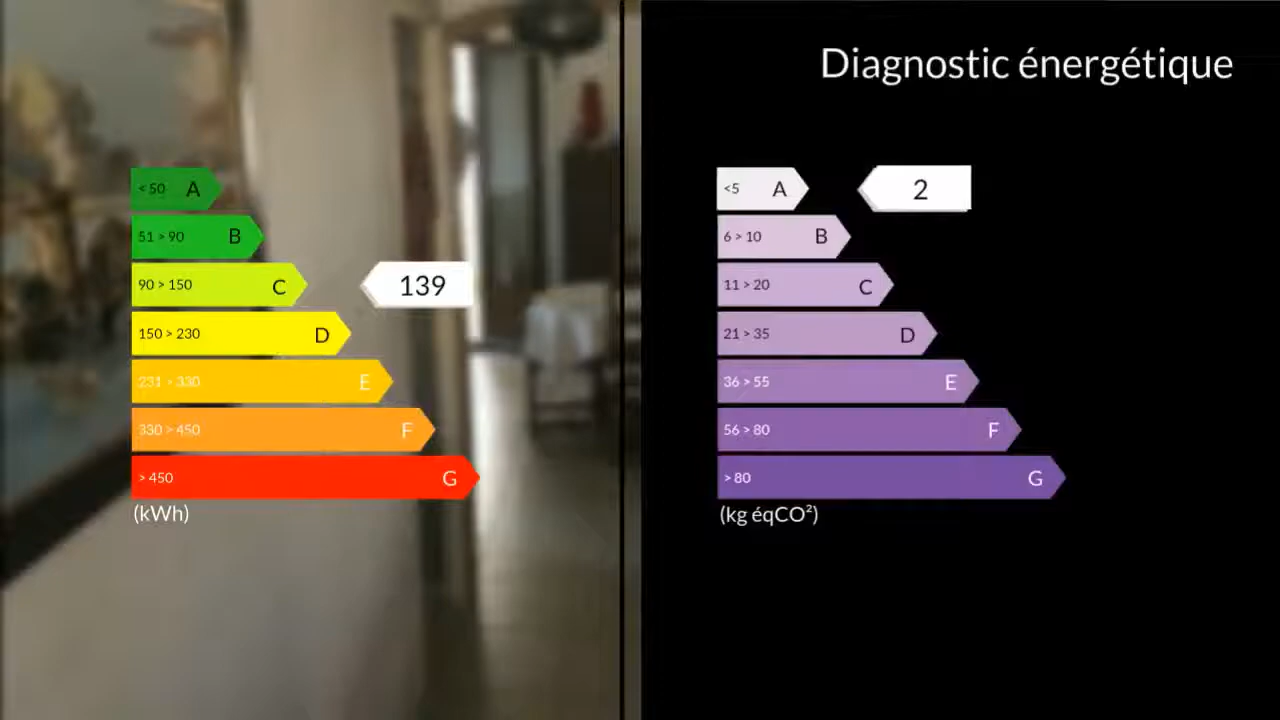 Diagnostic énergétique
< 50 A
51 > 90 B
90 > 150 C
139
150 > 230 D
231 > 330 E
330 > 450 F
> 450 G
(kWh)
<5 A
2
6 > 10 B
11 > 20 C
21 > 35 D
36 > 55 E
56 > 80 F
> 80 G
(kg éqCO²)